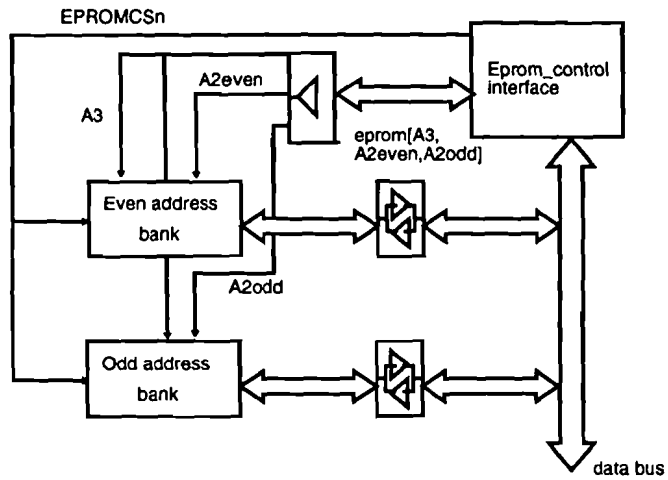 EPROMCSn
Eprom_control
interface
A2even
A3
eprom[A3,
A2even,A2odd]
Even address
bank
A2odd
Odd address
bank
data bus